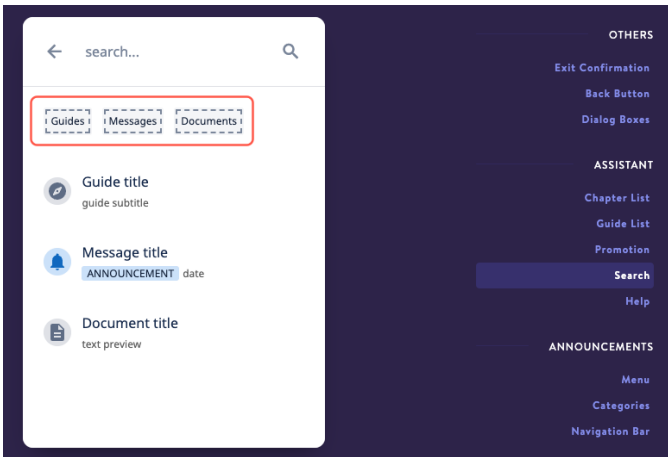 search...
Guides Messages Documents
Guide title
guide subtitle
Message title
ANNOUNCEMENT date
Document title
text preview
OTHERS
Exit Confirmation
Back Button
Dialog Boxes
ASSISTANT
Chapter List
Guide List
Promotion
Search
Help
ANNOUNCEMENTS
Menu
Categories
Navigation Bar